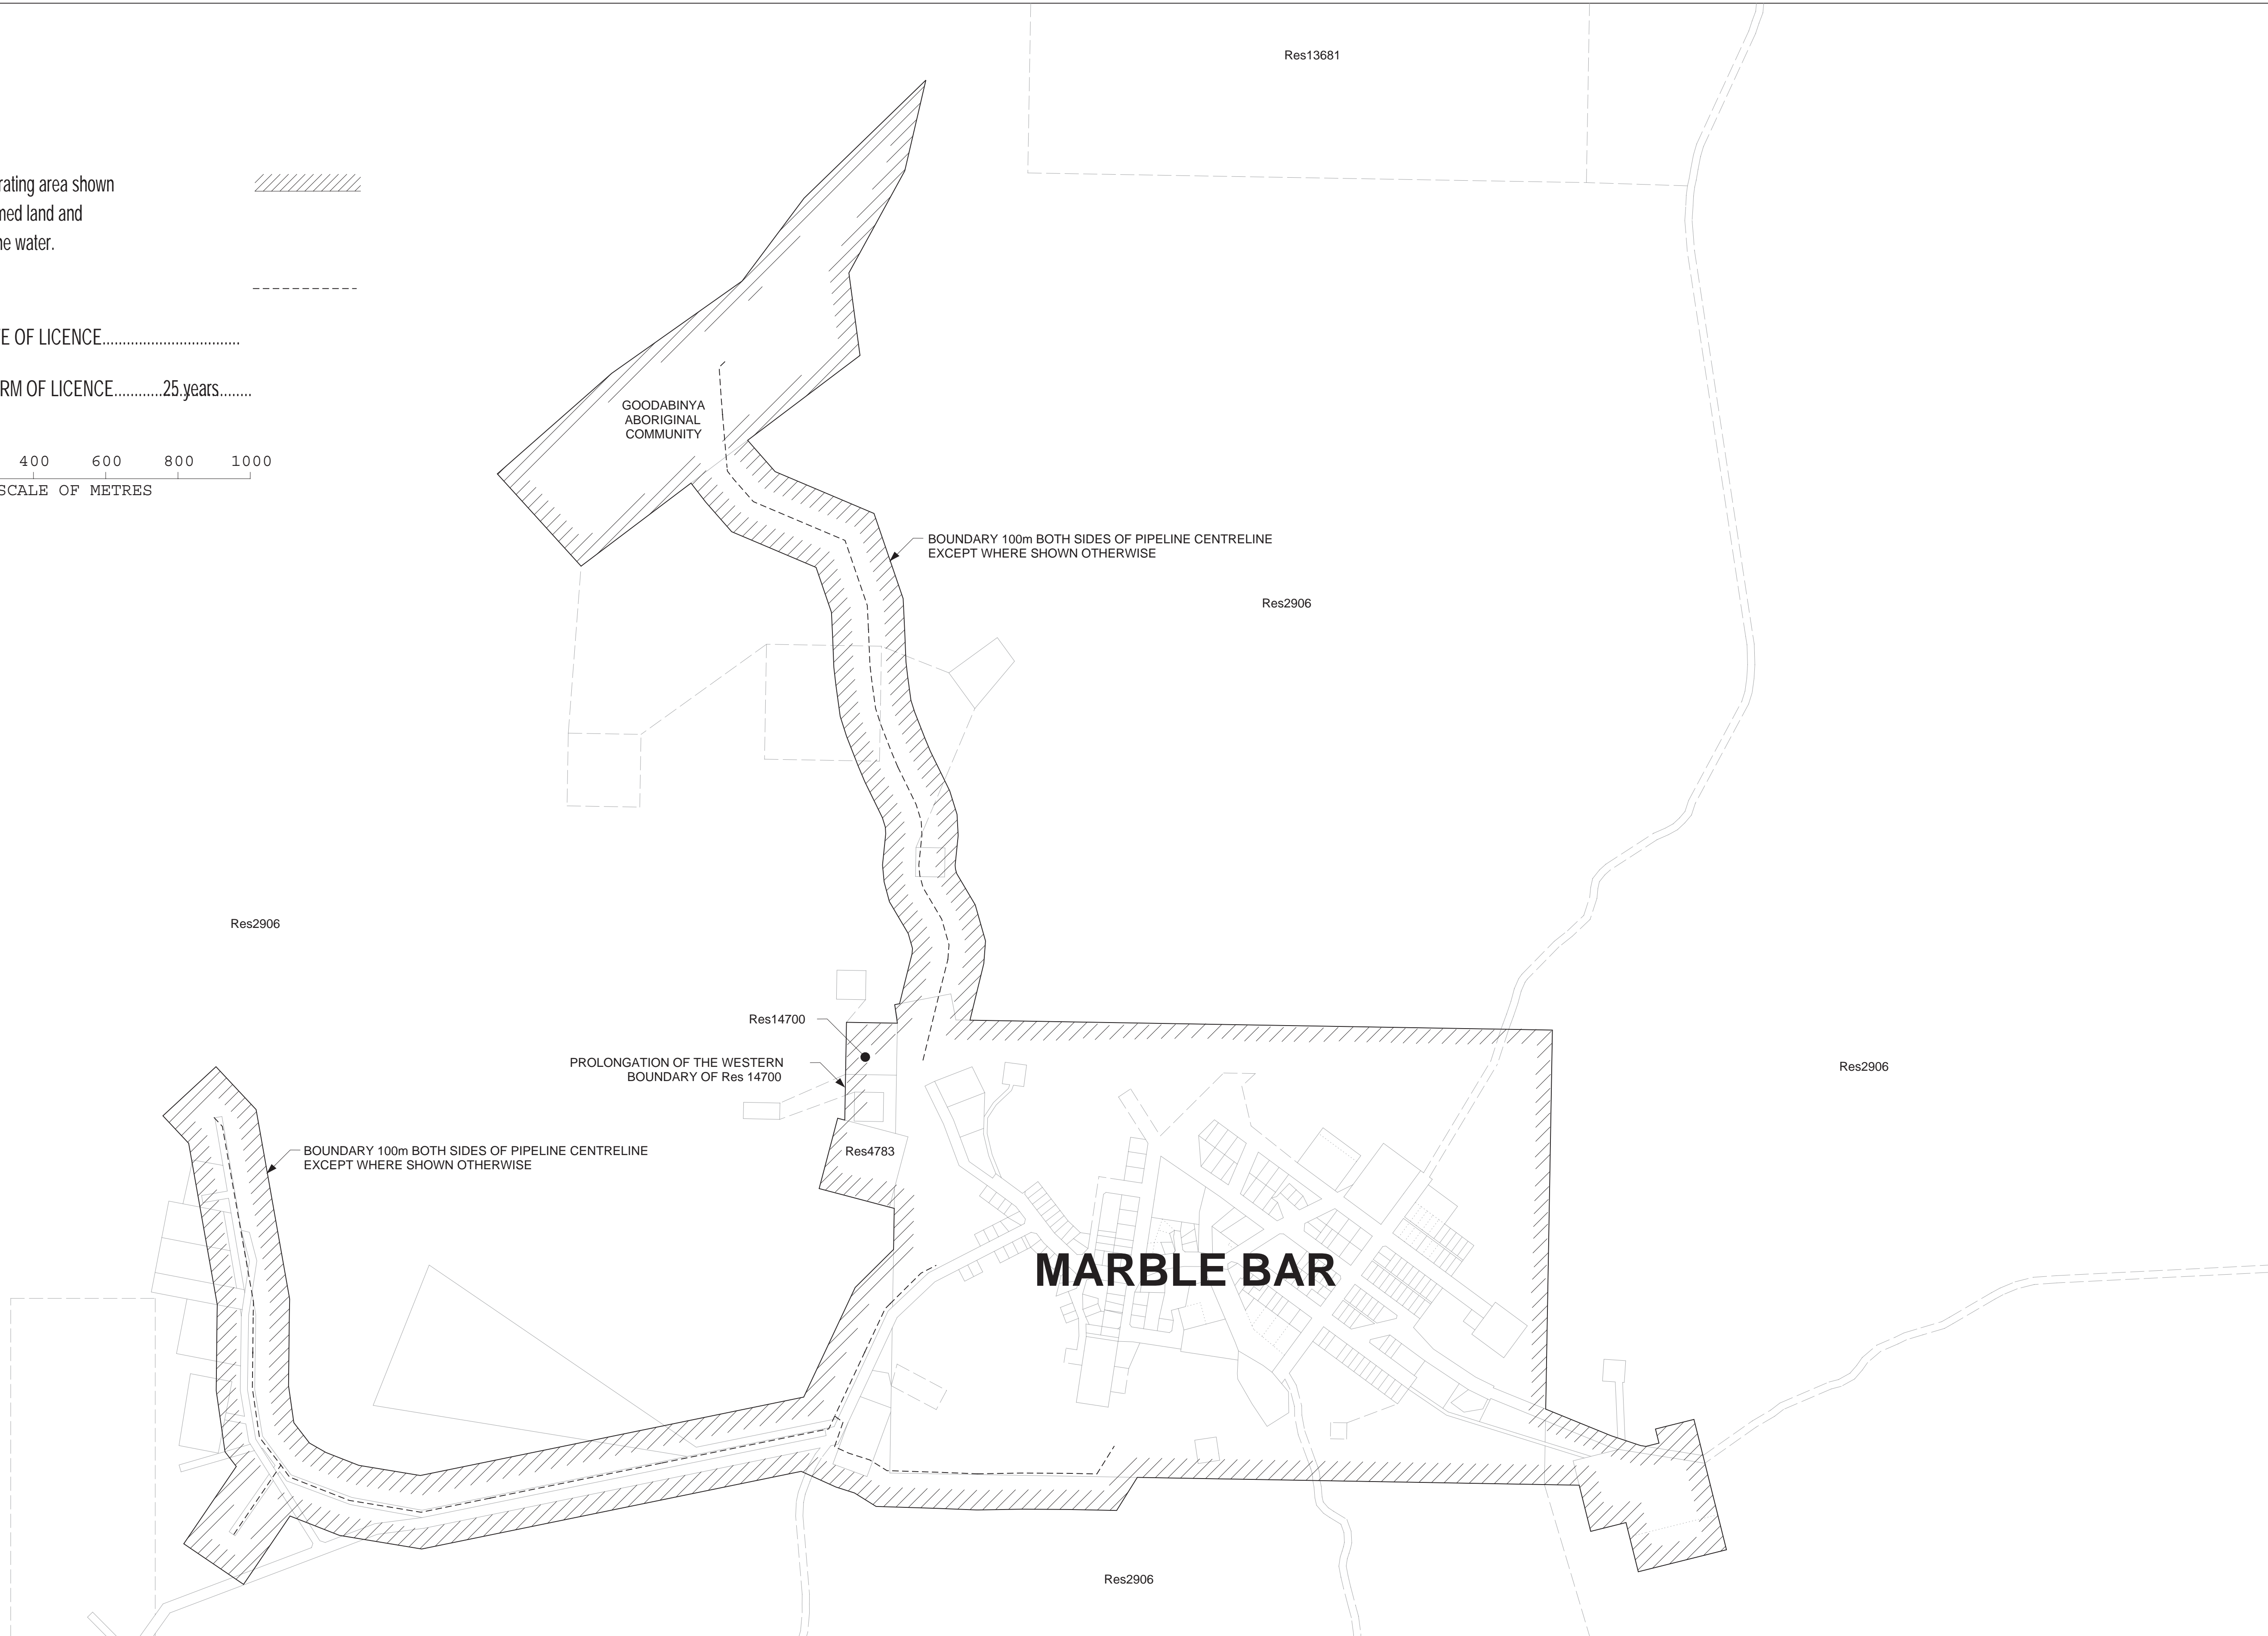 Res13681
rating area shown
med land and
ne water.
E OF LICENCE..................................
RM OF LICENCE............25 years.........
400 600 800 1000
SCALE OF METRES
GOODABINYA
ABORIGINAL
COMMUNITY
BOUNDARY 100m BOTH SIDES OF PIPELINE CENTRELINE
EXCEPT WHERE SHOWN OTHERWISE
Res2906
Res2906
Res14700
PROLONGATION OF THE WESTERN
BOUNDARY OF Res 14700
Res2906
BOUNDARY 100m BOTH SIDES OF PIPELINE CENTRELINE
EXCEPT WHERE SHOWN OTHERWISE
Res4783
MARBLE BAR
Res2906